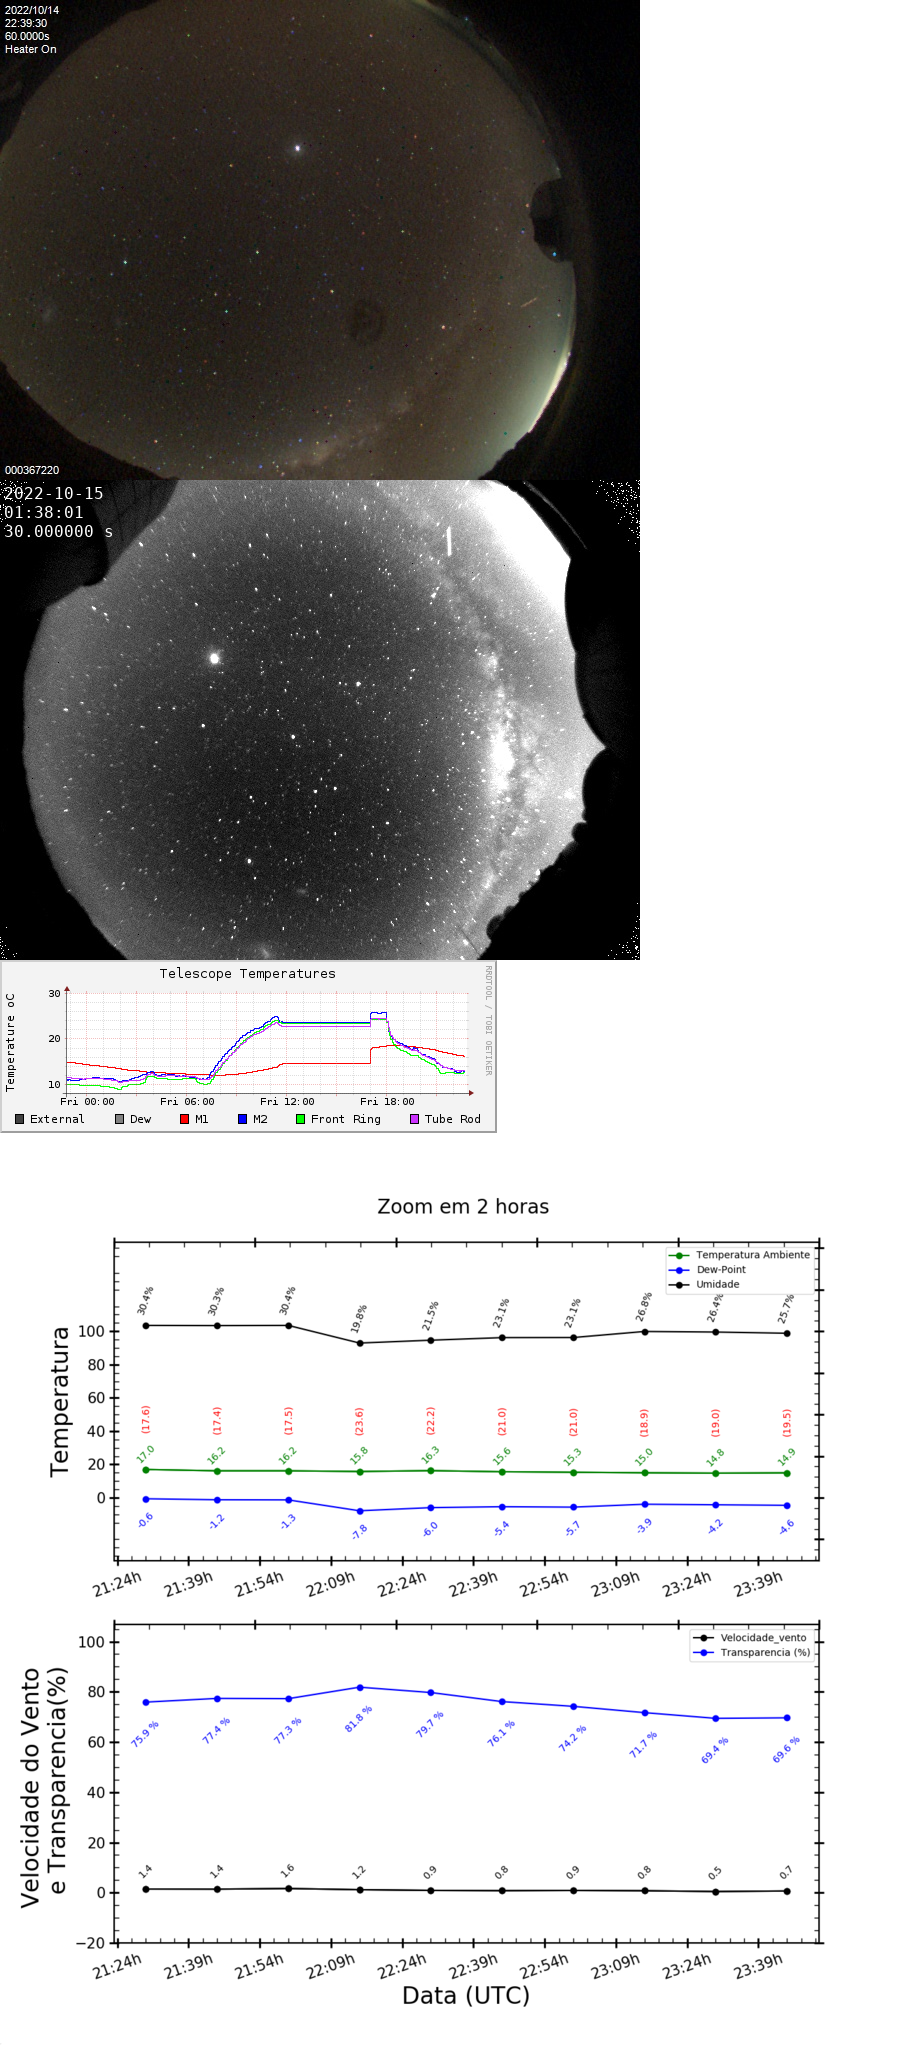 2022/10/14
22:39:30
60.0000s
Heater On
000367220
2022-10-15
01:38:01
30.000000 s
Telescope Temperatures
RRDTOOL / TOBI OETIKER
Temperature oC
30
20
10
Fri 00:00 Fri 06:00 Fri 12:00 Fri 18:00
External Dew M1 M2 Front Ring Tube Rod
Zoom em 2 horas
Temperatura Ambiente
Dew-Point
Umidade
Temperatura
100
80
60
40
20
0
30.4% 30.3% 30.4% 19.8% 21.5% 23.1% 23.1% 26.8% 26.4% 25.7%
(17.6) (17.4) (17.5) (23.6) (22.2) (21.0) (21.0) (18.9) (19.0) (19.5)
17.0 16.2 16.2 15.8 16.3 15.6 15.3 15.0 14.8 14.9
-0.6 -1.2 -1.3 -7.8 -6.0 -5.4 -5.7 -3.9 -4.2 -4.6
21:24h 21:39h 21:54h 22:09h 22:24h 22:39h 22:54h 23:09h 23:24h 23:39h
Velocidade_vento
Transparencia (%)
Velocidade do Vento
e Transparencia(%)
100
80
60
40
20
0
−20
75.9 % 77.4 % 77.3 % 81.8 % 79.7 % 76.1 % 74.2 % 71.7 % 69.4 % 69.6 %
1.4 1.4 1.6 1.2 0.9 0.8 0.9 0.8 0.5 0.7
21:24h 21:39h 21:54h 22:09h 22:24h 22:39h 22:54h 23:09h 23:24h 23:39h
Data (UTC)